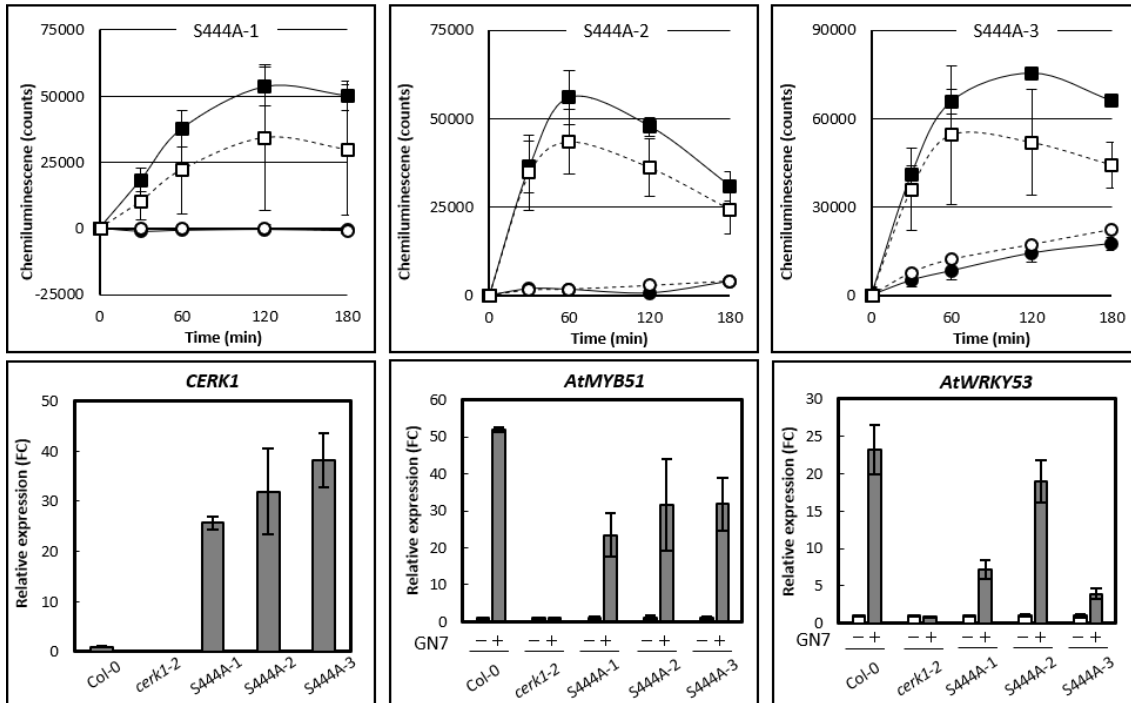 S444A-1
Chemiluminescene (counts)
75000
50000
25000
0
-25000
0 60 120 180
Time (min)
S444A-2
Chemiluminescene (counts)
75000
50000
25000
0
0 60 120 180
Time (min)
S444A-3
Chemiluminescene (counts)
90000
60000
30000
0
0 60 120 180
Time (min)
CERK1
Relative expression (FC)
50
40
30
20
10
0
Col-0 cerk1-2 S444A-1 S444A-2 S444A-3
AtMYB51
Relative expression (FC)
60
50
40
30
20
10
0
GN7 − + − + − + − + − +
Col-0 cerk1-2 S444A-1 S444A-2 S444A-3
AtWRKY53
Relative expression (FC)
30
25
20
15
10
5
0
GN7 − + − + − + − + − +
Col-0 cerk1-2 S444A-1 S444A-2 S444A-3